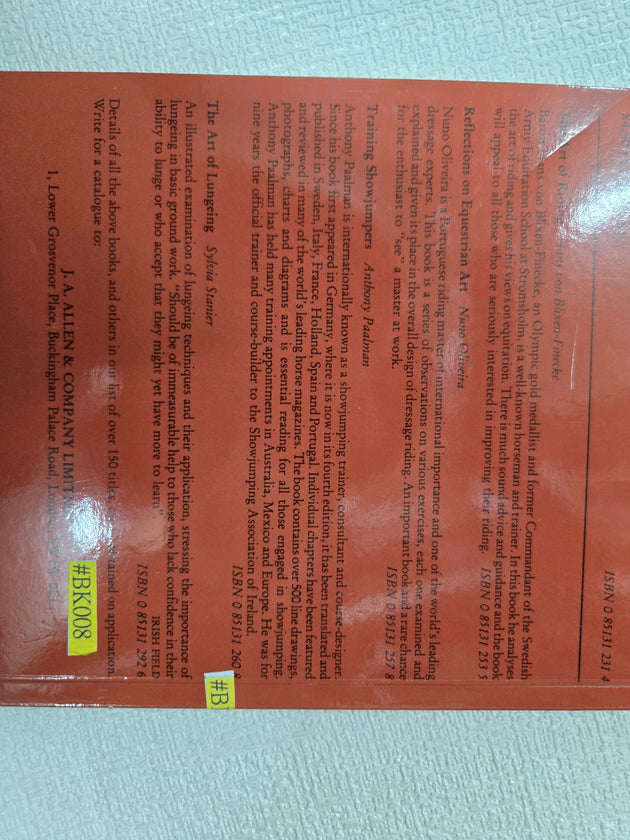 ISBN 0 85131 231 4
Art of Riding von Blixen-Finecke
Baron Hans von Blixen-Finecke, an Olympic gold medallist and former Commandant of the Swedish
Army Equitation School at Stromsholm, is a well-known horseman and trainer. In this book he analyses
the art of riding and gives his views on equitation. There is much sound advice and guidance and the book
will appeal to all those who are seriously interested in improving their riding. ISBN 0 85131 253 5
Reflections on Equestrian Art Nuno Oliveira
Nuno Oliveira is a Portuguese riding master of international importance and one of the world's leading
dressage experts. This book is a series of observations on various exercises, each one examined and
explained and given its place in the overall design of dressage riding. An important book and a rare chance
for the enthusiast to "see" a master at work. ISBN 0 85131 257 8
Training Showjumpers Anthony Paalman
Anthony Paalman is internationally known as a showjumping trainer, consultant and course-designer.
Since his book first appeared in Germany, where it is now in its fourth edition, it has been translated and
published in Sweden, Italy, France, Holland, Spain and Portugal. Individual chapters have been featured
and reviewed in many of the world's leading horse magazines. The book contains over 500 line drawings,
photographs, charts and diagrams and is essential reading for all those engaged in showjumping.
Anthony Paalman has held many training appointments in Australia, Mexico and Europe. He was for
nine years the official trainer and course-builder to the Showjumping Association of Ireland.
ISBN 0 85131 260 8
The Art of Lungeing Sylvia Stanier
An illustrated examination of lungeing techniques and their application, stressing the importance of
lungeing in basic ground work. "Should be of immeasurable help to those who lack confidence in their
ability to lunge or who accept that they might yet have more to learn" IRISH FIELD
ISBN 0 85131 292 6
Details of all the above books, and others in our list of over 150 titles, obtained on application.
Write for a catalogue to:
J. A. ALLEN & COMPANY LIMIT
1, Lower Grosvenor Place, Buckingham Palace Road,
#BK008
#B